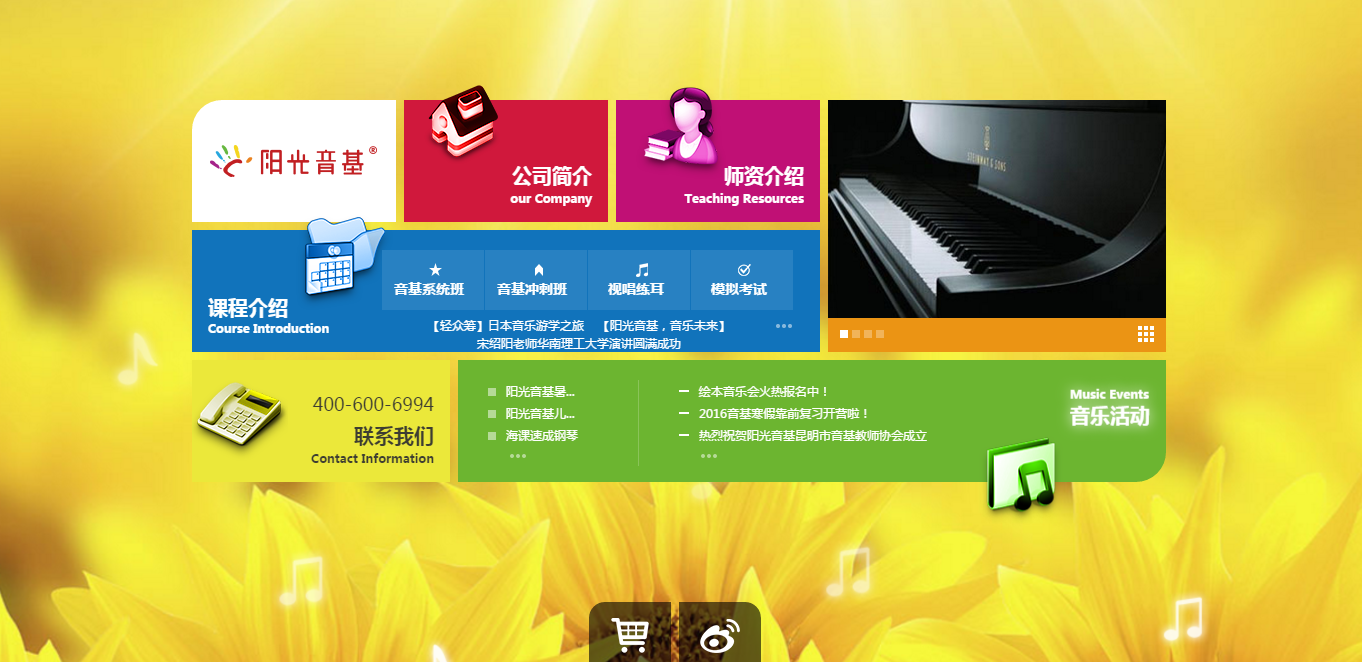 阳光音基®
公司简介
our Company
师资介绍
Teaching Resources
STEINWAY & SONS
课程介绍
Course Introduction
音基系统班
音基冲刺班
视唱练耳
模拟考试
【轻众筹】日本音乐游学之旅 【阳光音基，音乐未来】
宋绍阳老师华南理工大学演讲圆满成功
400-600-6994
联系我们
Contact Information
阳光音基暑...
阳光音基儿...
海课速成钢琴
绘本音乐会火热报名中！
2016音基寒假靠前复习开营啦！
热烈祝贺阳光音基昆明市音基教师协会成立
Music Events
音乐活动